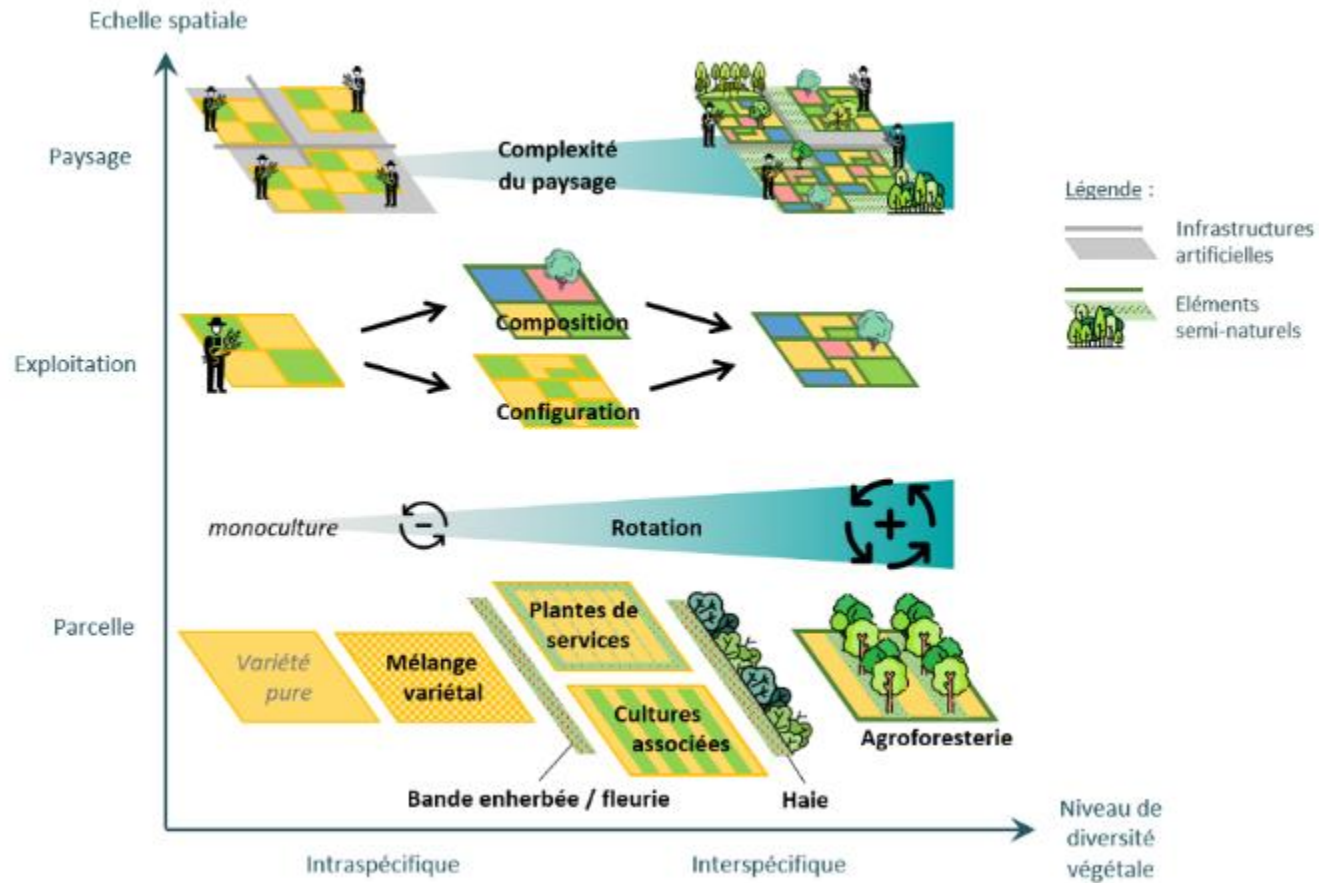 Echelle spatiale
Paysage
Complexité
du paysage
Légende :
Infrastructures
artificielles
Eléments
semi-naturels
Exploitation
Composition
Configuration
monoculture
Rotation
Parcelle
Variété
pure
Mélange
variétal
Plantes de
services
Cultures
associées
Agroforesterie
Bande enherbée / fleurie
Haie
Niveau de
diversité
végétale
Intraspécifique
Interspécifique